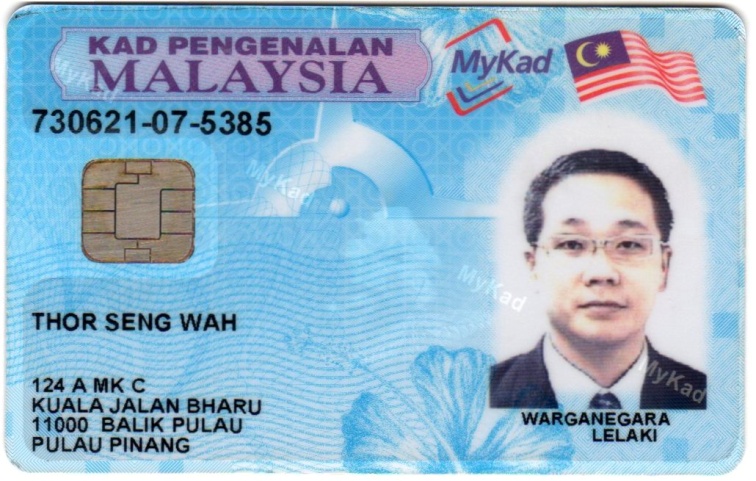 KAD PENGENALAN
MALAYSIA
MyKad
730621-07-5385
MyKad
MyKad
MyKad
THOR SENG WAH
124 A MK C
KUALA JALAN BHARU
11000 BALIK PULAU
PULAU PINANG
MyKad
WARGANEGARA
LELAKI